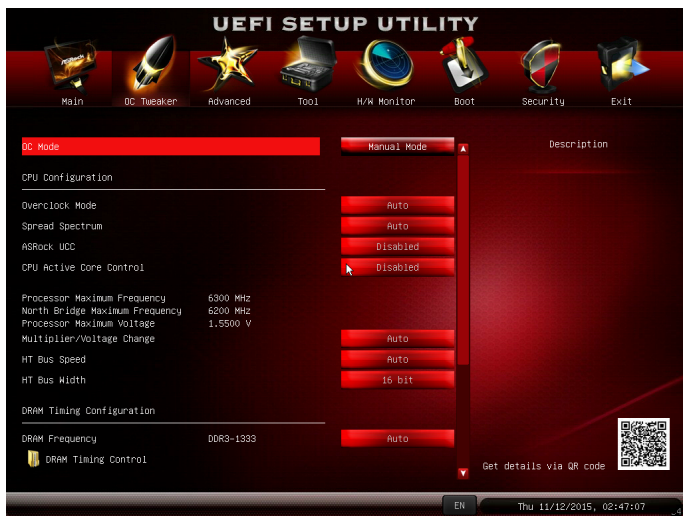 UEFI SETUP UTILITY
ASRock
Main OC Tweaker Advanced Tool H/W Monitor Boot Security Exit
OC Mode Manual Mode Description
CPU Configuration
Overclock Mode Auto
Spread Spectrum Auto
ASRock UCC Disabled
CPU Active Core Control Disabled
Processor Maximum Frequency 6300 MHz
North Bridge Maximum Frequency 6200 MHz
Processor Maximum Voltage 1.5500 V
Multiplier/Voltage Change Auto
HT Bus Speed Auto
HT Bus Width 16 bit
DRAM Timing Configuration
DRAM Frequency DDR3-1333 Auto
DRAM Timing Control
Get details via QR code
EN Thu 11/12/2015, 02:47:07